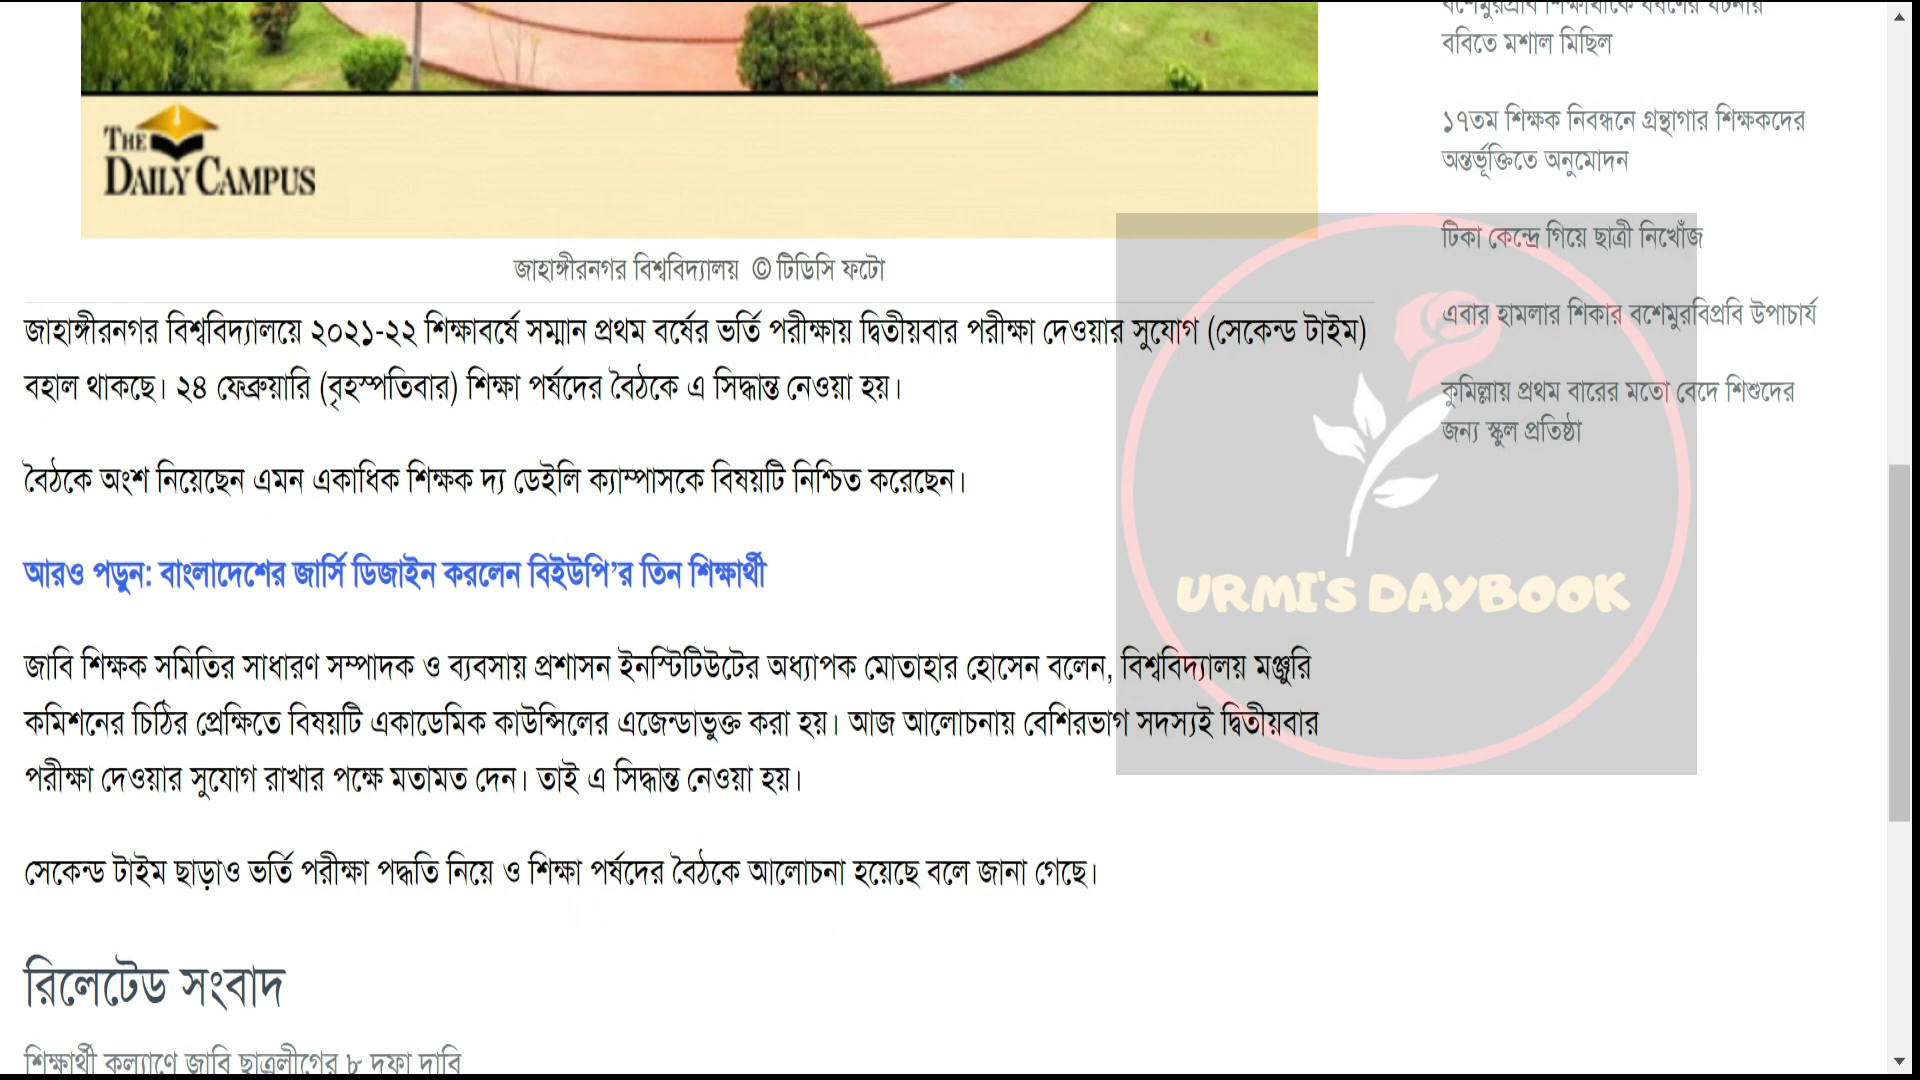 THE
DAILY CAMPUS
জাহাঙ্গীরনগর বিশ্ববিদ্যালয় © টিডিসি ফটো
জাহাঙ্গীরনগর বিশ্ববিদ্যালয়ে ২০২১-২২ শিক্ষাবর্ষে সম্মান প্রথম বর্ষের ভর্তি পরীক্ষায় দ্বিতীয়বার পরীক্ষা দেওয়ার সুযোগ (সেকেন্ড টাইম)
বহাল থাকছে। ২৪ ফেব্রুয়ারি (বৃহস্পতিবার) শিক্ষা পর্ষদের বৈঠকে এ সিদ্ধান্ত নেওয়া হয়।
বৈঠকে অংশ নিয়েছেন এমন একাধিক শিক্ষক দ্য ডেইলি ক্যাম্পাসকে বিষয়টি নিশ্চিত করেছেন।
আরও পড়ুন: বাংলাদেশের জার্সি ডিজাইন করলেন বিইউপি’র তিন শিক্ষার্থী
জাবি শিক্ষক সমিতির সাধারণ সম্পাদক ও ব্যবসায় প্রশাসন ইনস্টিটিউটের অধ্যাপক মোতাহার হোসেন বলেন, বিশ্ববিদ্যালয় মঞ্জুরি
কমিশনের চিঠির প্রেক্ষিতে বিষয়টি একাডেমিক কাউন্সিলের এজেন্ডাভুক্ত করা হয়। আজ আলোচনায় বেশিরভাগ সদস্যই দ্বিতীয়বার
পরীক্ষা দেওয়ার সুযোগ রাখার পক্ষে মতামত দেন। তাই এ সিদ্ধান্ত নেওয়া হয়।
সেকেন্ড টাইম ছাড়াও ভর্তি পরীক্ষা পদ্ধতি নিয়ে ও শিক্ষা পর্ষদের বৈঠকে আলোচনা হয়েছে বলে জানা গেছে।
রিলেটেড সংবাদ
শিক্ষার্থী কল্যাণে জাবি ছাত্রলীগের ৮ দফা দাবি
ববিতে মশাল মিছিল
১৭তম শিক্ষক নিবন্ধনে গ্রন্থাগার শিক্ষকদের
অন্তর্ভূক্তিতে অনুমোদন
টিকা কেন্দ্রে গিয়ে ছাত্রী নিখোঁজ
এবার হামলার শিকার বশেমুরবিপ্রবি উপাচার্য
কুমিল্লায় প্রথম বারের মতো বেদে শিশুদের
জন্য স্কুল প্রতিষ্ঠা
URMI'S DAYBOOK